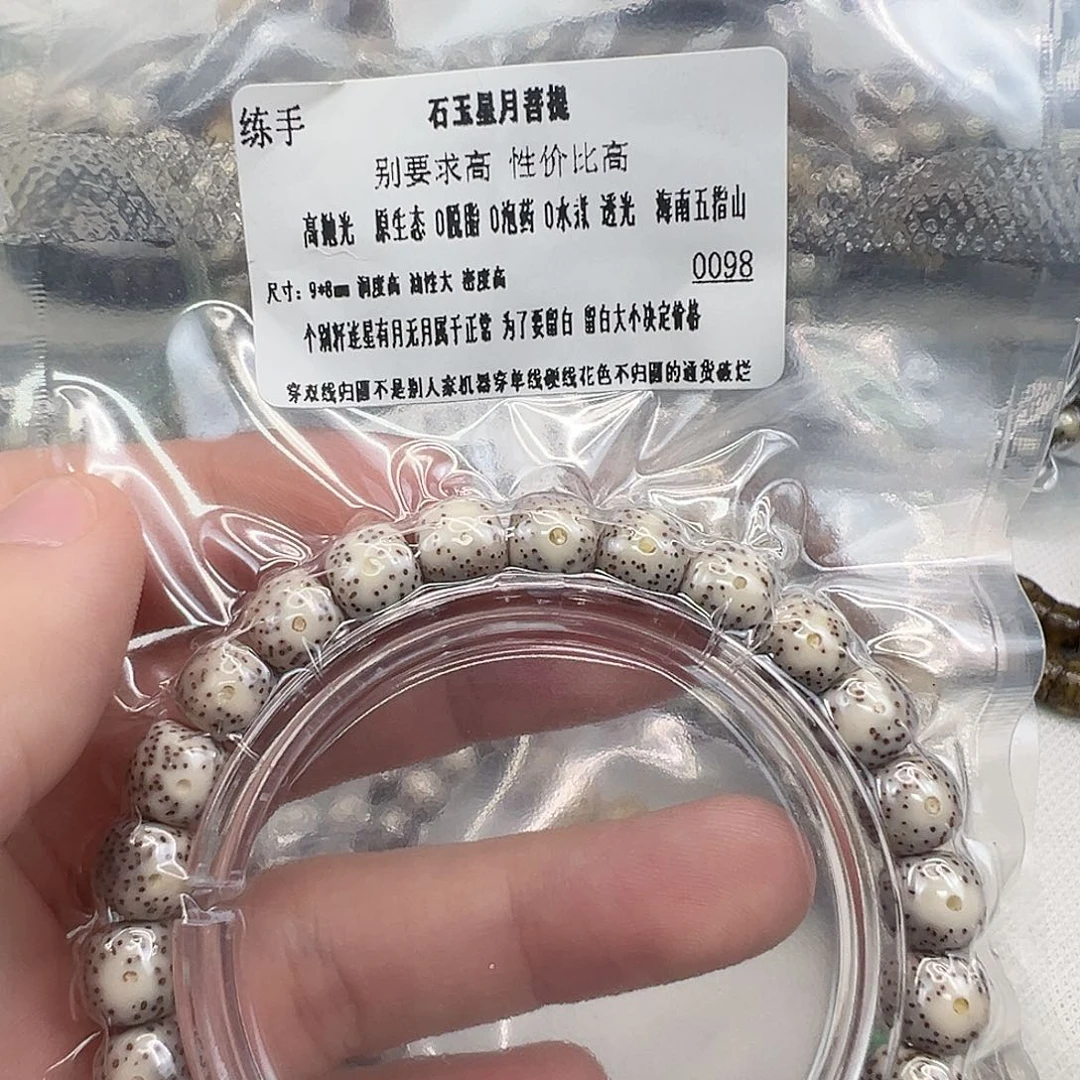 练手
石玉星月菩提
别要求高 性价比高
高抛光 原生态 0脱脂 0泡药 0水浆 透光 海南五指山
0098
尺寸：9*8mm 润度高 油性大 密度高
个别杆迷星有月无月属于正常 为了要留白 留白大小决定价格
穿双线归圆不是别人家机器穿单线硬线花色不归圆的通货破烂